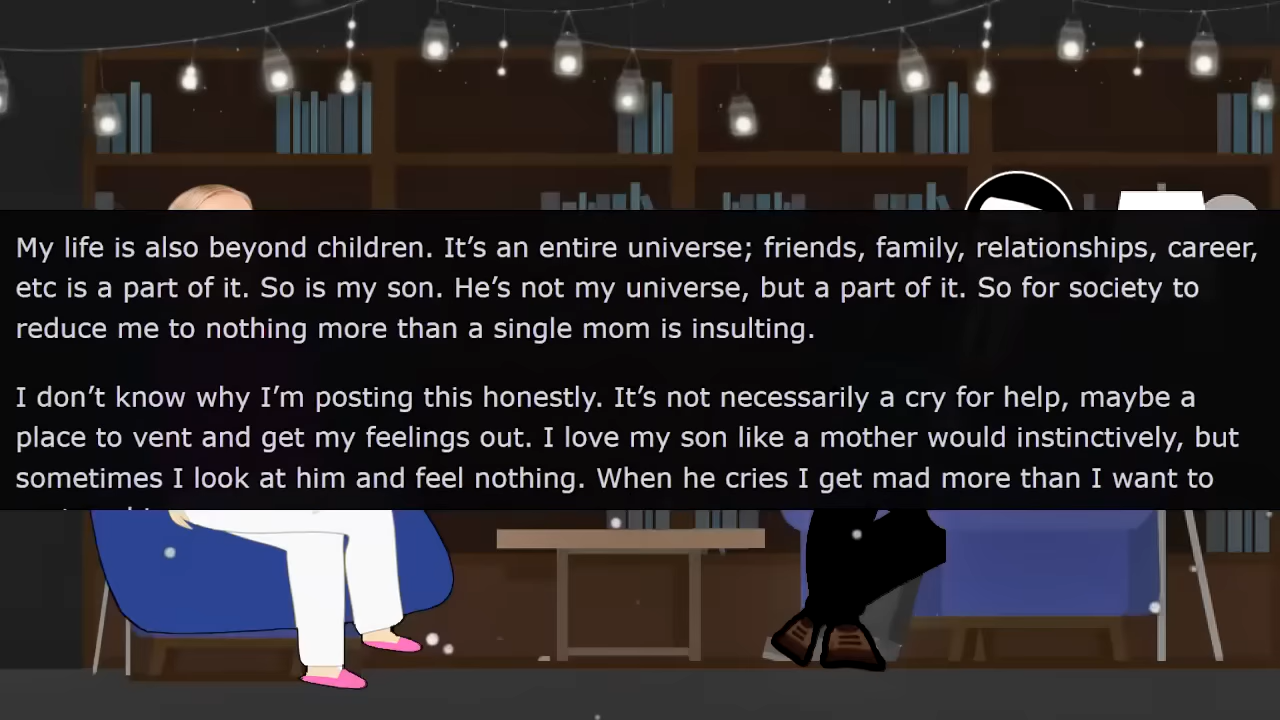 My life is also beyond children. It’s an entire universe; friends, family, relationships, career,
etc is a part of it. So is my son. He’s not my universe, but a part of it. So for society to
reduce me to nothing more than a single mom is insulting.
I don’t know why I’m posting this honestly. It’s not necessarily a cry for help, maybe a
place to vent and get my feelings out. I love my son like a mother would instinctively, but
sometimes I look at him and feel nothing. When he cries I get mad more than I want to